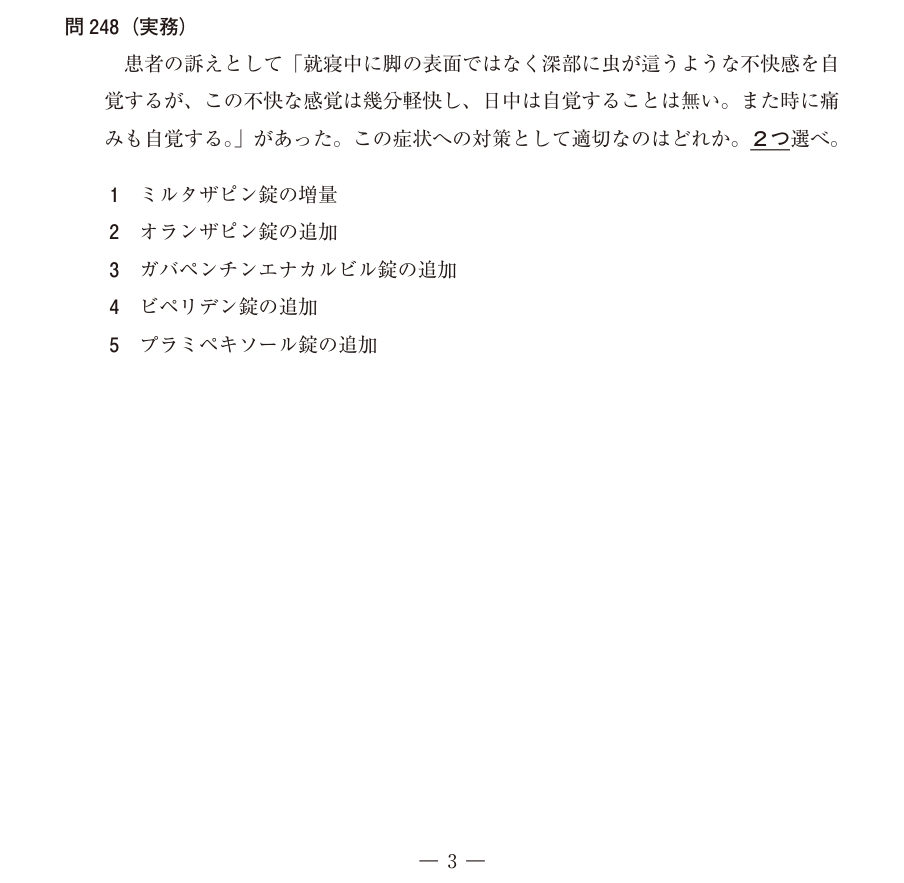 問 248（実務）
患者の訴えとして「就寝中に脚の表面ではなく深部に虫が這うような不快感を自
覚するが、この不快な感覚は幾分軽快し、日中は自覚することは無い。また時に痛
みも自覚する。」があった。この症状への対策として適切なのはどれか。２つ選べ。
1 ミルタザピン錠の増量
2 オランザピン錠の追加
3 ガバペンチンエナカルビル錠の追加
4 ビペリデン錠の追加
5 プラミペキソール錠の追加
— 3 —